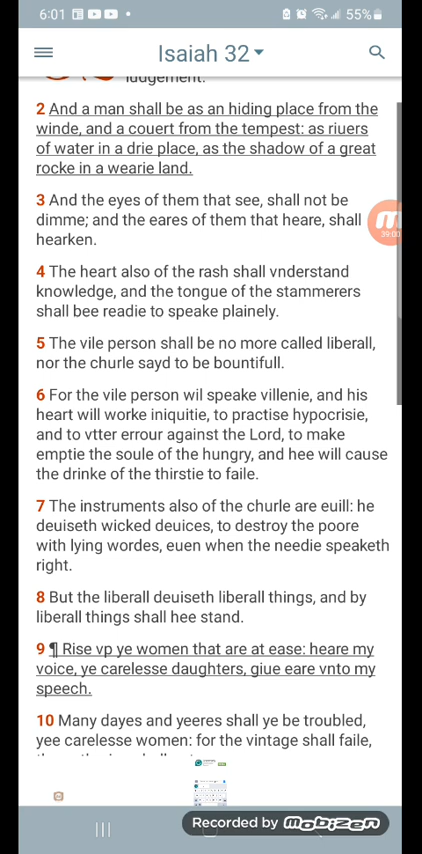 6:01 55%
Isaiah 32
iudgement.
2 And a man shall be as an hiding place from the
winde, and a couert from the tempest: as riuers
of water in a drie place, as the shadow of a great
rocke in a wearie land.
3 And the eyes of them that see, shall not be
dimme; and the eares of them that heare, shall
hearken.
39:00
4 The heart also of the rash shall vnderstand
knowledge, and the tongue of the stammerers
shall bee readie to speake plainely.
5 The vile person shall be no more called liberall,
nor the churle sayd to be bountifull.
6 For the vile person wil speake villenie, and his
heart will worke iniquitie, to practise hypocrisie,
and to vtter errour against the Lord, to make
emptie the soule of the hungry, and hee will cause
the drinke of the thirstie to faile.
7 The instruments also of the churle are euill: he
deuiseth wicked deuices, to destroy the poore
with lying wordes, euen when the needie speaketh
right.
8 But the liberall deuiseth liberall things, and by
liberall things shall hee stand.
9 ¶ Rise vp ye women that are at ease: heare my
voice, ye carelesse daughters, giue eare vnto my
speech.
10 Many dayes and yeeres shall ye be troubled,
yee carelesse women: for the vintage shall faile,
Recorded by mobizen